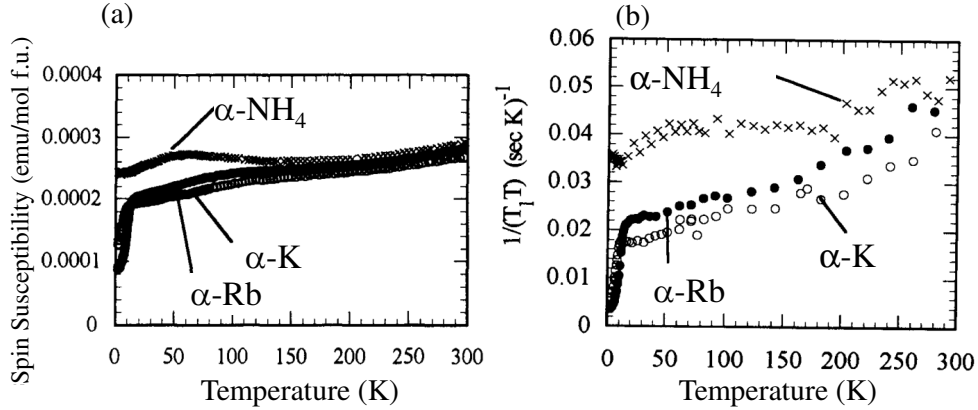 (a)
Spin Susceptibility (emu/mol f.u.)
0.0004
0.0003
0.0002
0.0001
0
α-NH4
α-K
α-Rb
0 50 100 150 200 250 300
Temperature (K)
(b)
1/(T1T) (sec K)-1
0.06
0.05
0.04
0.03
0.02
0.01
0
α-NH4
α-K
α-Rb
0 50 100 150 200 250 300
Temperature (K)